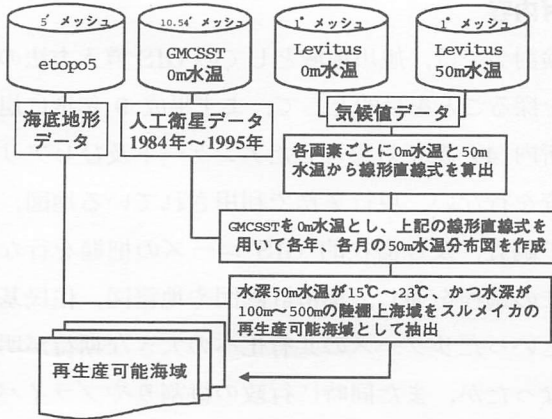 5′ メッシュ
etopo5
10.54′ メッシュ
GMCSST
0m水温
1° メッシュ
Levitus
0m水温
1° メッシュ
Levitus
50m水温
海底地形
データ
人工衛星データ
1984年～1995年
気候値データ
各画素ごとに0m水温と50m
水温から線形直線式を算出
GMCSSTを0m水温とし、上記の線形直線式を
用いて各年、各月の50m水温分布図を作成
水深50m水温が15℃～23℃、かつ水深が
100m～500mの陸棚上海域をスルメイカの
再生産可能海域として抽出
再生産可能海域